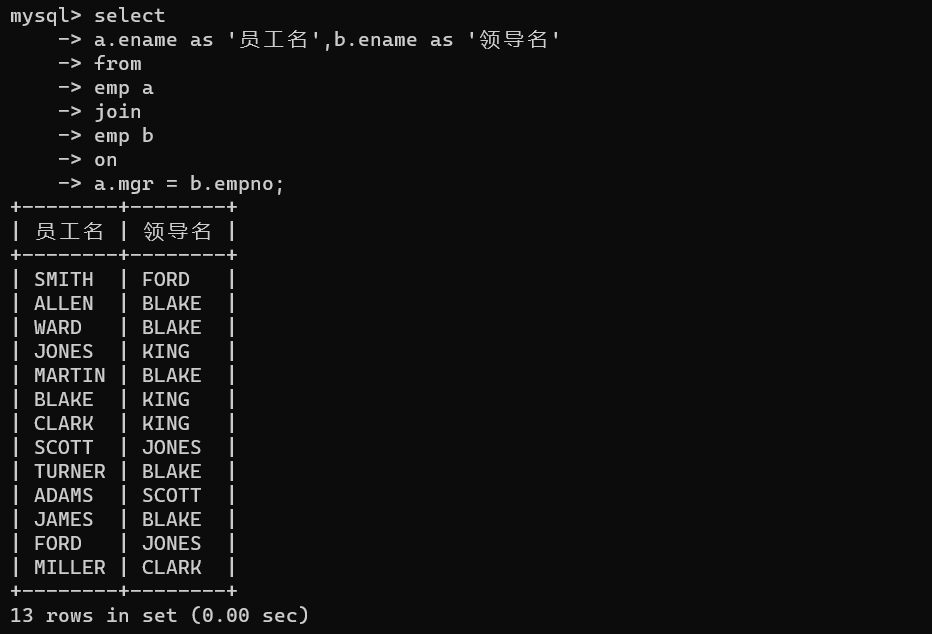 mysql> select
    -> a.ename as '员工名',b.ename as '领导名'
    -> from
    -> emp a
    -> join
    -> emp b
    -> on
    -> a.mgr = b.empno;
+--------+--------+
| 员工名 | 领导名 |
+--------+--------+
| SMITH  | FORD   |
| ALLEN  | BLAKE  |
| WARD   | BLAKE  |
| JONES  | KING   |
| MARTIN | BLAKE  |
| BLAKE  | KING   |
| CLARK  | KING   |
| SCOTT  | JONES  |
| TURNER | BLAKE  |
| ADAMS  | SCOTT  |
| JAMES  | BLAKE  |
| FORD   | JONES  |
| MILLER | CLARK  |
+--------+--------+
13 rows in set (0.00 sec)